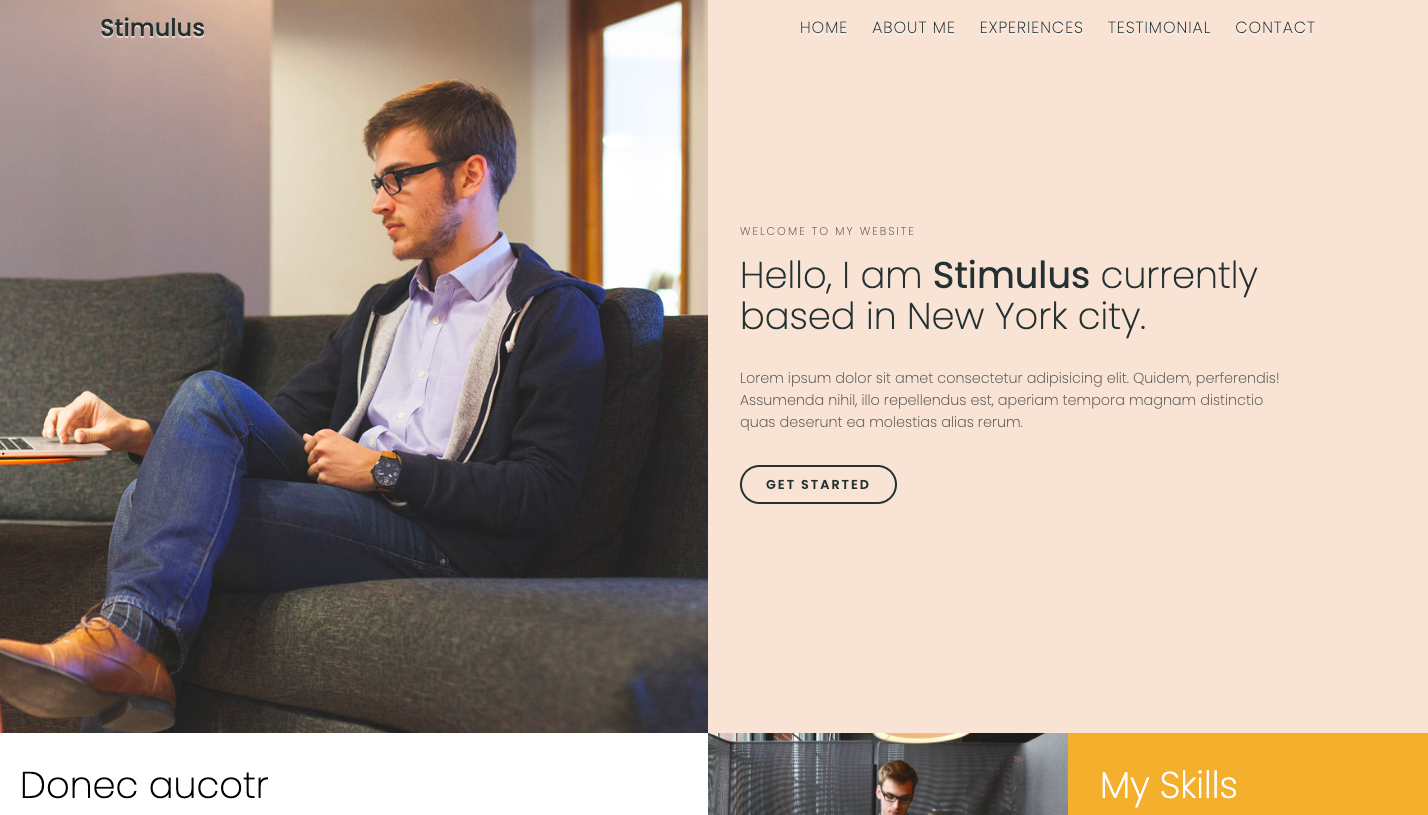 Stimulus
HOME ABOUT ME EXPERIENCES TESTIMONIAL CONTACT
WELCOME TO MY WEBSITE
Hello, I am Stimulus currently
based in New York city.
Lorem ipsum dolor sit amet consectetur adipisicing elit. Quidem, perferendis!
Assumenda nihil, illo repellendus est, aperiam tempora magnam distinctio
quas deserunt ea molestias alias rerum.
GET STARTED
Donec aucotr
My Skills